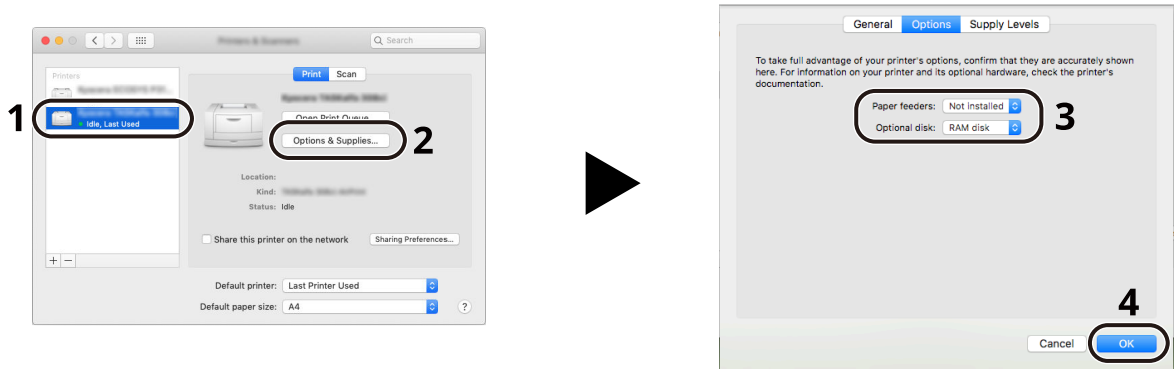 Search
Printers
Print Scan
1
Idle, Last Used
Open Print Queue...
Options & Supplies...
2
Location:
Kind:
Status: Idle
Share this printer on the network
Sharing Preferences...
+ −
Default printer: Last Printer Used
Default paper size: A4
?
General Options Supply Levels
To take full advantage of your printer's options, confirm that they are accurately shown
here. For information on your printer and its optional hardware, check the printer's
documentation.
Paper feeders: Not installed
Optional disk: RAM disk
3
4
Cancel OK